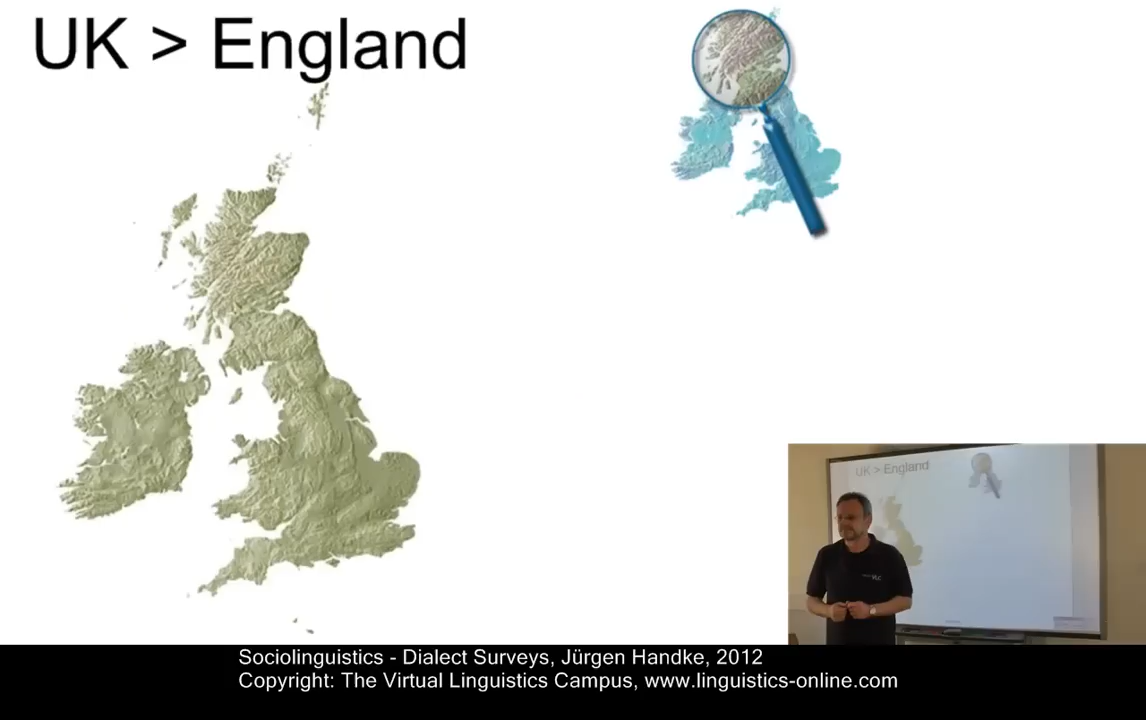 UK > England
UK > England
VLC
Sociolinguistics - Dialect Surveys, Jürgen Handke, 2012
Copyright: The Virtual Linguistics Campus, www.linguistics-online.com